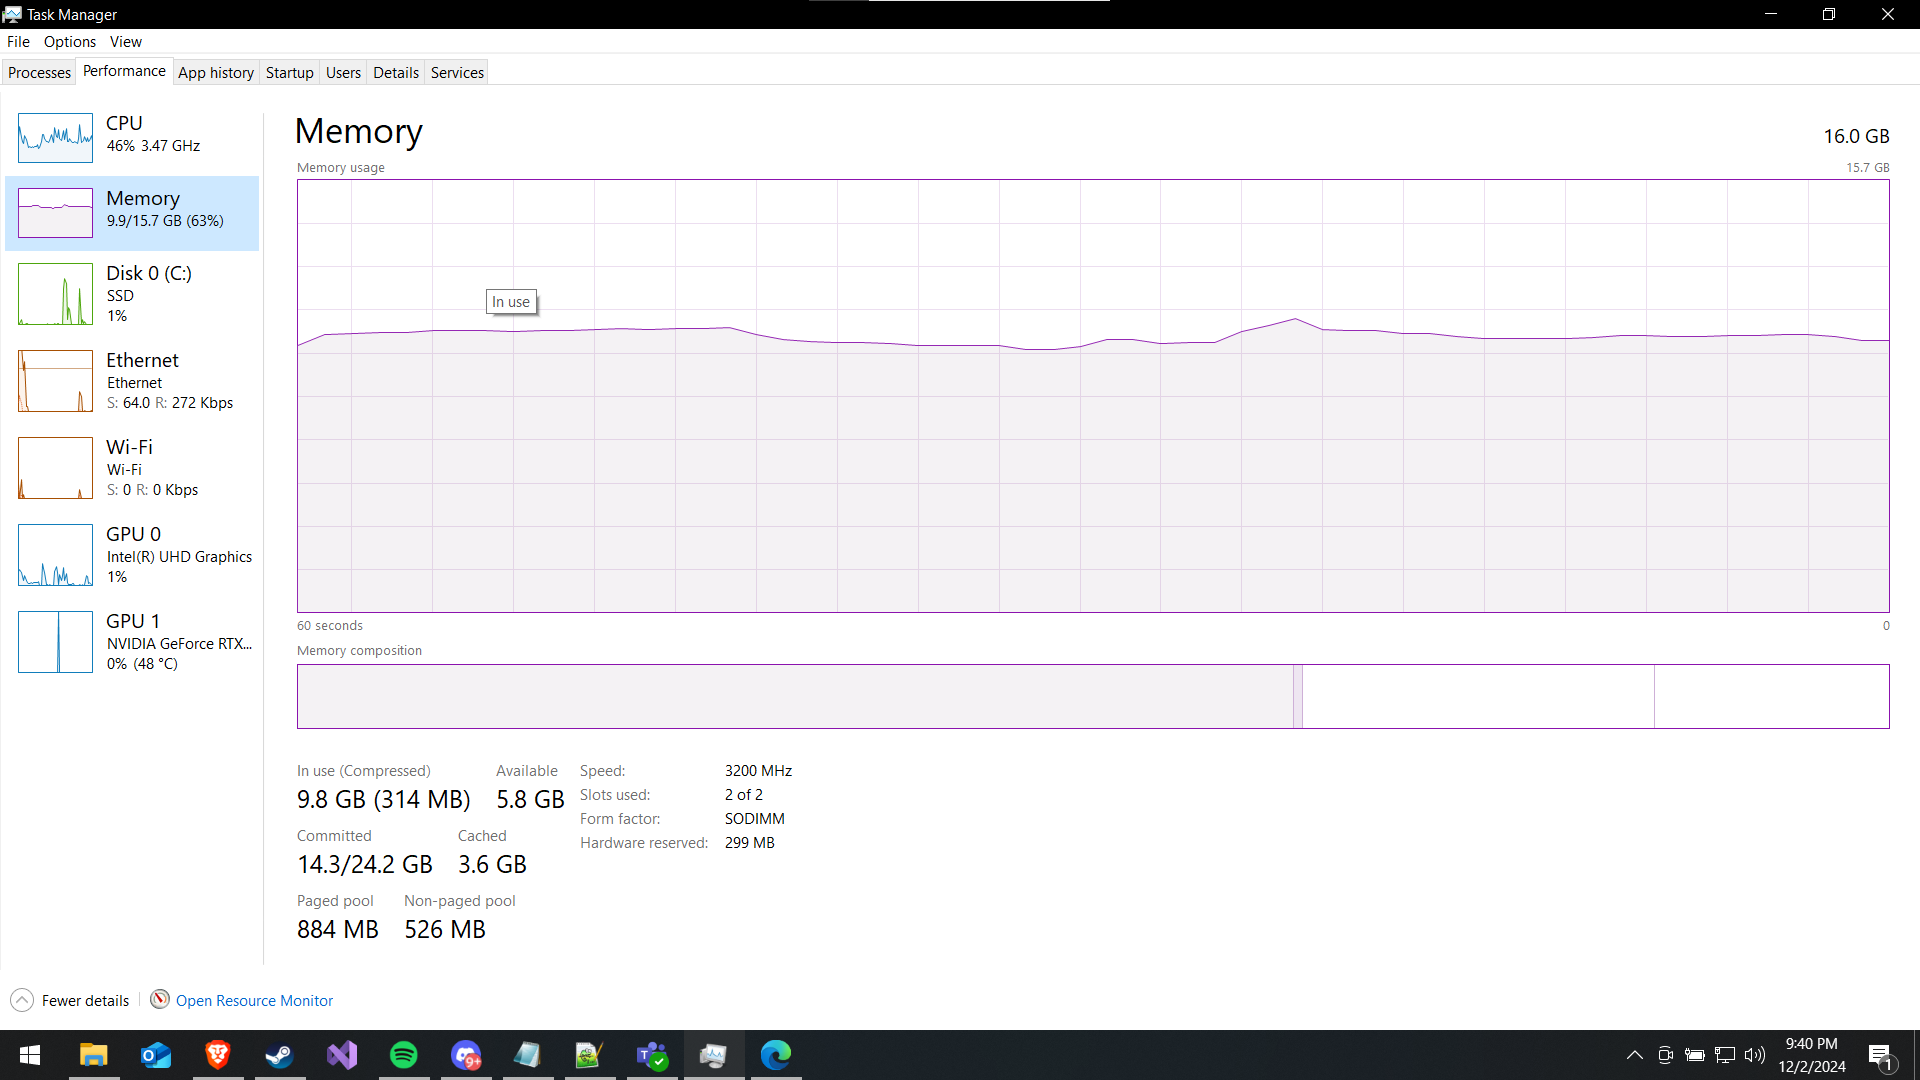 Task Manager
File Options View
Processes Performance App history Startup Users Details Services
CPU
46% 3.47 GHz
Memory
9.9/15.7 GB (63%)
Disk 0 (C:)
SSD
1%
Ethernet
Ethernet
S: 64.0 R: 272 Kbps
Wi-Fi
Wi-Fi
S: 0 R: 0 Kbps
GPU 0
Intel(R) UHD Graphics
1%
GPU 1
NVIDIA GeForce RTX...
0% (48 °C)
Memory
16.0 GB
Memory usage
15.7 GB
In use
60 seconds
0
Memory composition
In use (Compressed)
9.8 GB (314 MB)
Available
5.8 GB
Committed
14.3/24.2 GB
Cached
3.6 GB
Paged pool
884 MB
Non-paged pool
526 MB
Speed: 3200 MHz
Slots used: 2 of 2
Form factor: SODIMM
Hardware reserved: 299 MB
Fewer details
Open Resource Monitor
9+
9:40 PM
12/2/2024
1